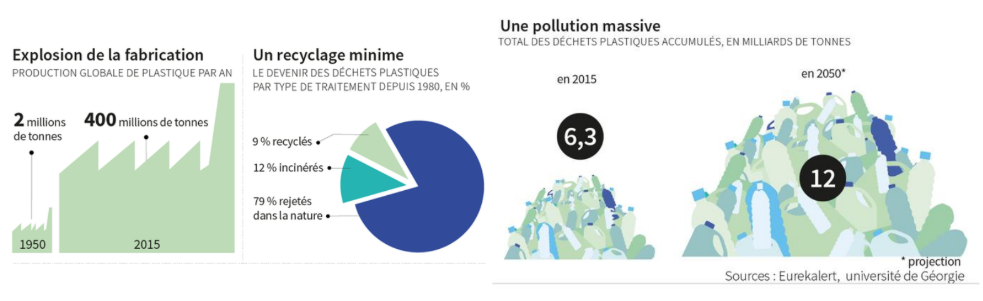 Explosion de la fabrication
PRODUCTION GLOBALE DE PLASTIQUE PAR AN
2 millions
de tonnes
400 millions de tonnes
1950
2015
Un recyclage minime
LE DEVENIR DES DÉCHETS PLASTIQUES
PAR TYPE DE TRAITEMENT DEPUIS 1980, EN %
9 % recyclés
12 % incinérés
79 % rejetés
dans la nature
Une pollution massive
TOTAL DES DÉCHETS PLASTIQUES ACCUMULÉS, EN MILLIARDS DE TONNES
en 2015
6,3
en 2050*
12
* projection
Sources : Eurekalert, université de Géorgie